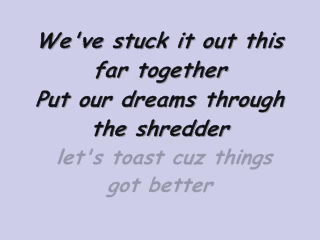 We've stuck it out this
far together
Put our dreams through
the shredder
let's toast cuz things
got better